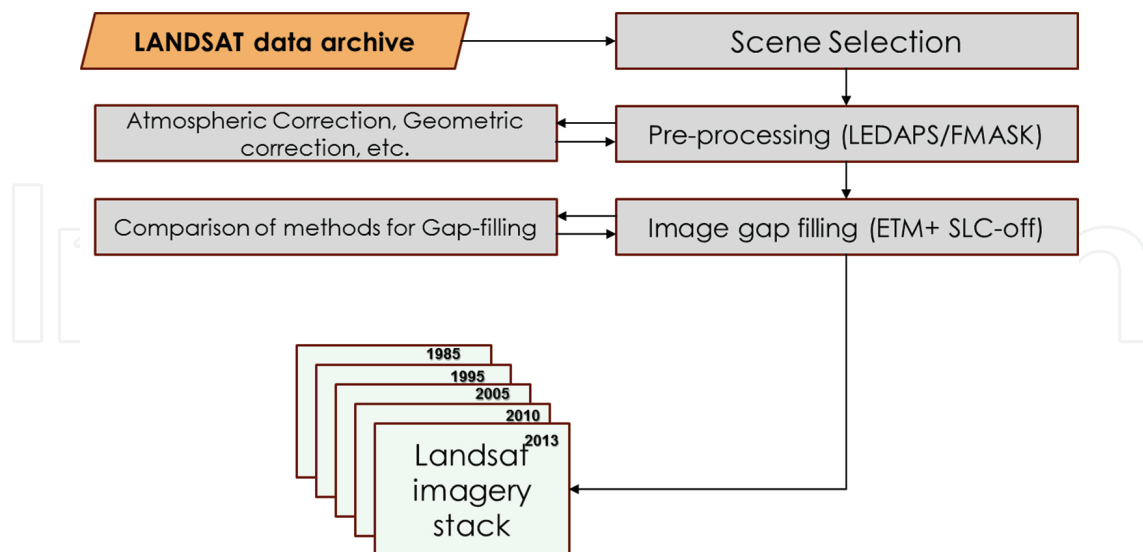 LANDSAT data archive
Scene Selection
Atmospheric Correction, Geometric
correction, etc.
Pre-processing (LEDAPS/FMASK)
Comparison of methods for Gap-filling
Image gap filling (ETM+ SLC-off)
1985
1995
2005
2010
2013
Landsat
imagery
stack